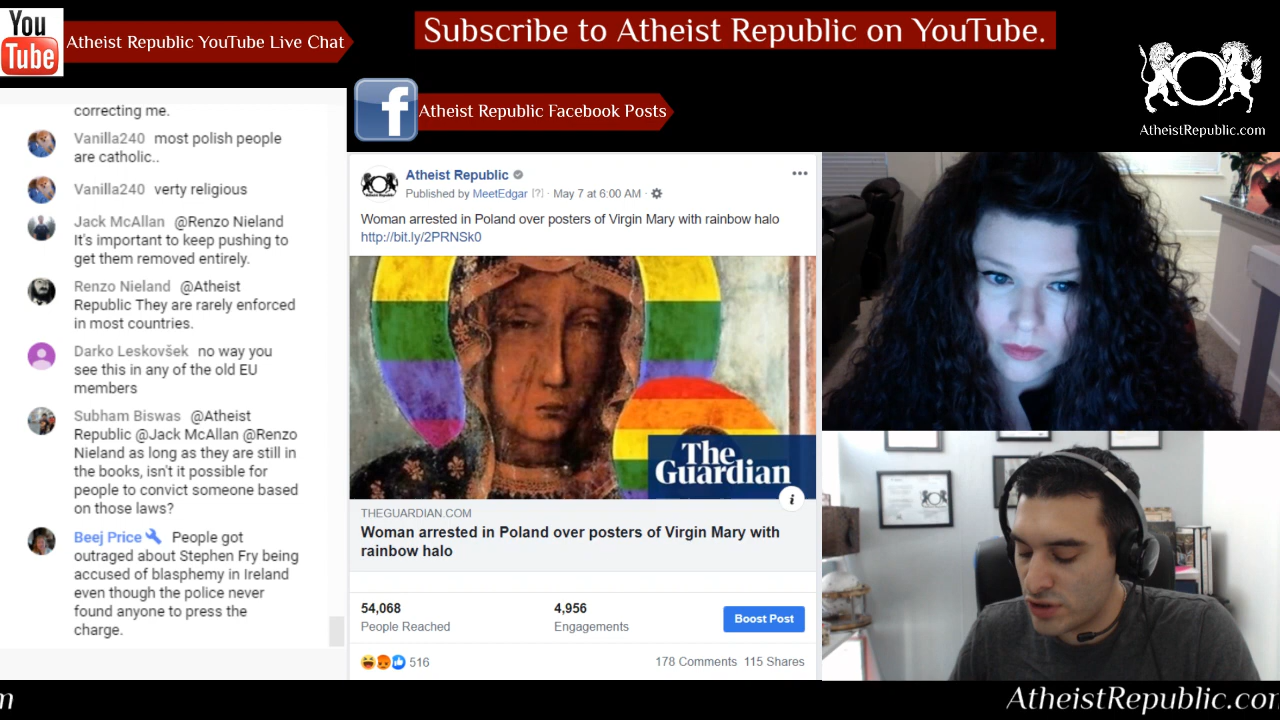 You
Tube
Atheist Republic YouTube Live Chat
Subscribe to Atheist Republic on YouTube.
AtheistRepublic.com
f
Atheist Republic Facebook Posts
correcting me.
Vanilla240 most polish people
are catholic..
Vanilla240 verty religious
Jack McAllan @Renzo Nieland
It's important to keep pushing to
get them removed entirely.
Renzo Nieland @Atheist
Republic They are rarely enforced
in most countries.
Darko Leskovšek no way you
see this in any of the old EU
members
Subham Biswas @Atheist
Republic @Jack McAllan @Renzo
Nieland as long as they are still in
the books, isn't it possible for
people to convict someone based
on those laws?
Beej Price People got
outraged about Stephen Fry being
accused of blasphemy in Ireland
even though the police never
found anyone to press the
charge.
Atheist Republic
Published by MeetEdgar [?] · May 7 at 6:00 AM ·
Woman arrested in Poland over posters of Virgin Mary with rainbow halo
http://bit.ly/2PRNSk0
The
Guardian
i
THEGUARDIAN.COM
Woman arrested in Poland over posters of Virgin Mary with
rainbow halo
54,068
People Reached
4,956
Engagements
Boost Post
516
178 Comments 115 Shares
m
AtheistRepublic.cor